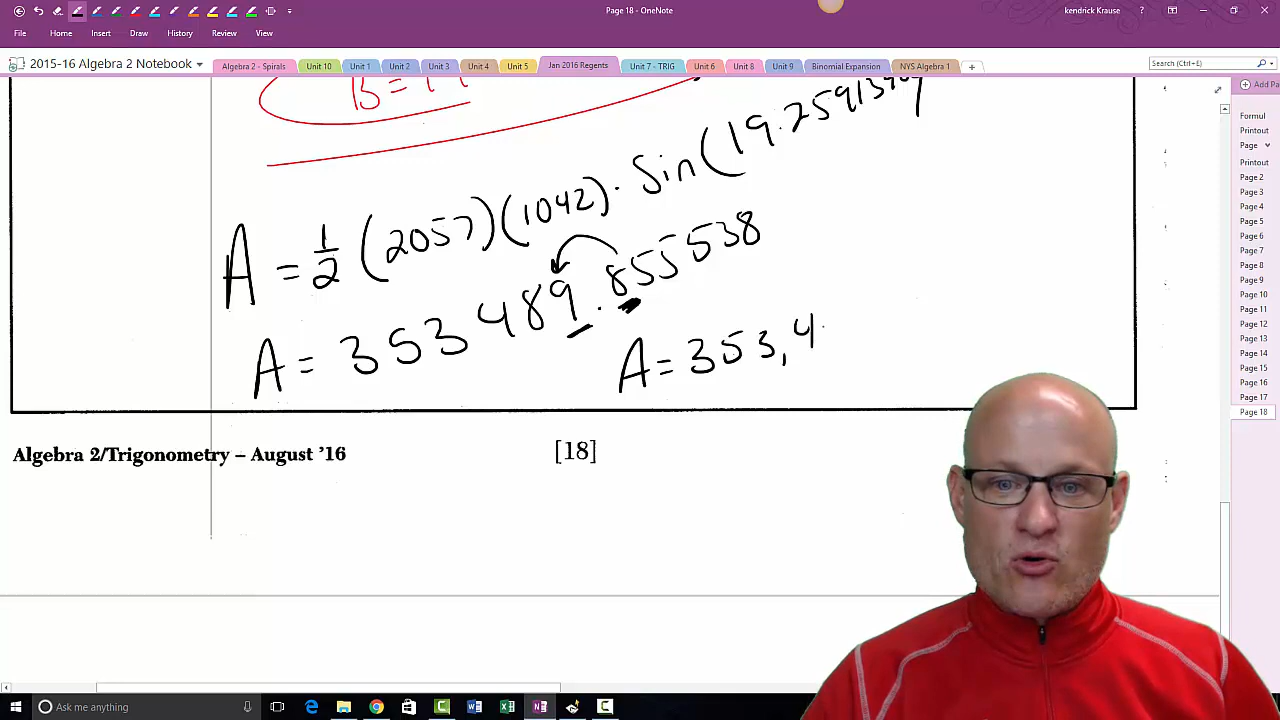 Page 18 - OneNote
kendrick Krause
?
File Home Insert Draw History Review View
2015-16 Algebra 2 Notebook
Algebra 2 - Spirals Unit 10 Unit 1 Unit 2 Unit 3 Unit 4 Unit 5 Jan 2016 Regents Unit 7 - TRIG Unit 6 Unit 8 Unit 9 Binomial Expansion NYS Algebra 1 +
Search (Ctrl+E)
Add Pa
Formul
Printout
Page
Printout
Page 2
Page 3
Page 4
Page 5
Page 6
Page 7
Page 8
Page 9
Page 10
Page 11
Page 12
Page 13
Page 14
Page 15
Page 16
Page 17
Page 18
A = 1/2 (2057)(1042) · Sin(19.2591
A = 353489.855538
A = 353,4
Algebra 2/Trigonometry – August '16
[18]
Ask me anything